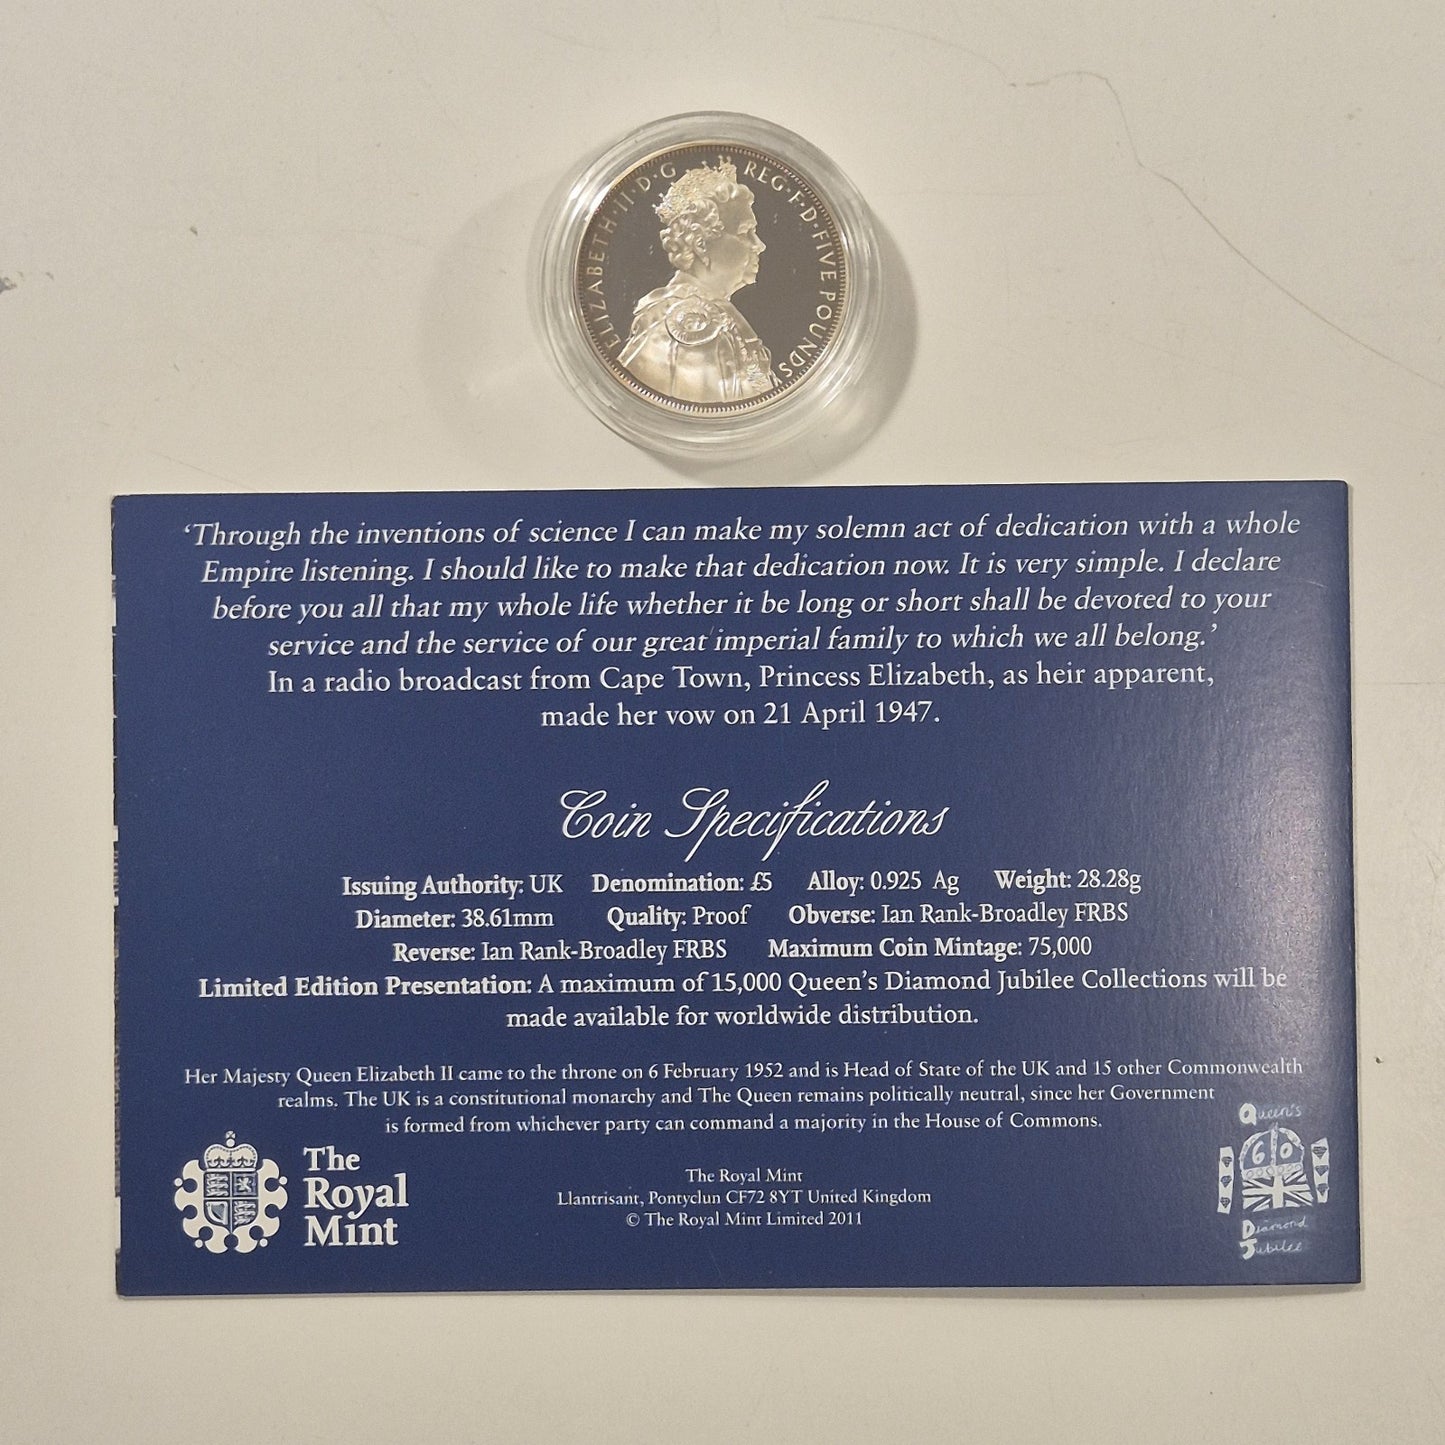 ELIZABETH · II · D · G REG · F · D · FIVE POUNDS
‘Through the inventions of science I can make my solemn act of dedication with a whole
Empire listening. I should like to make that dedication now. It is very simple. I declare
before you all that my whole life whether it be long or short shall be devoted to your
service and the service of our great imperial family to which we all belong.’
In a radio broadcast from Cape Town, Princess Elizabeth, as heir apparent,
made her vow on 21 April 1947.
Coin Specifications
Issuing Authority: UK Denomination: £5 Alloy: 0.925 Ag Weight: 28.28g
Diameter: 38.61mm Quality: Proof Obverse: Ian Rank-Broadley FRBS
Reverse: Ian Rank-Broadley FRBS Maximum Coin Mintage: 75,000
Limited Edition Presentation: A maximum of 15,000 Queen’s Diamond Jubilee Collections will be
made available for worldwide distribution.
Her Majesty Queen Elizabeth II came to the throne on 6 February 1952 and is Head of State of the UK and 15 other Commonwealth
realms. The UK is a constitutional monarchy and The Queen remains politically neutral, since her Government
is formed from whichever party can command a majority in the House of Commons.
The
Royal
Mint
The Royal Mint
Llantrisant, Pontyclun CF72 8YT United Kingdom
© The Royal Mint Limited 2011
Queen's
60
Diamond
Jubilee